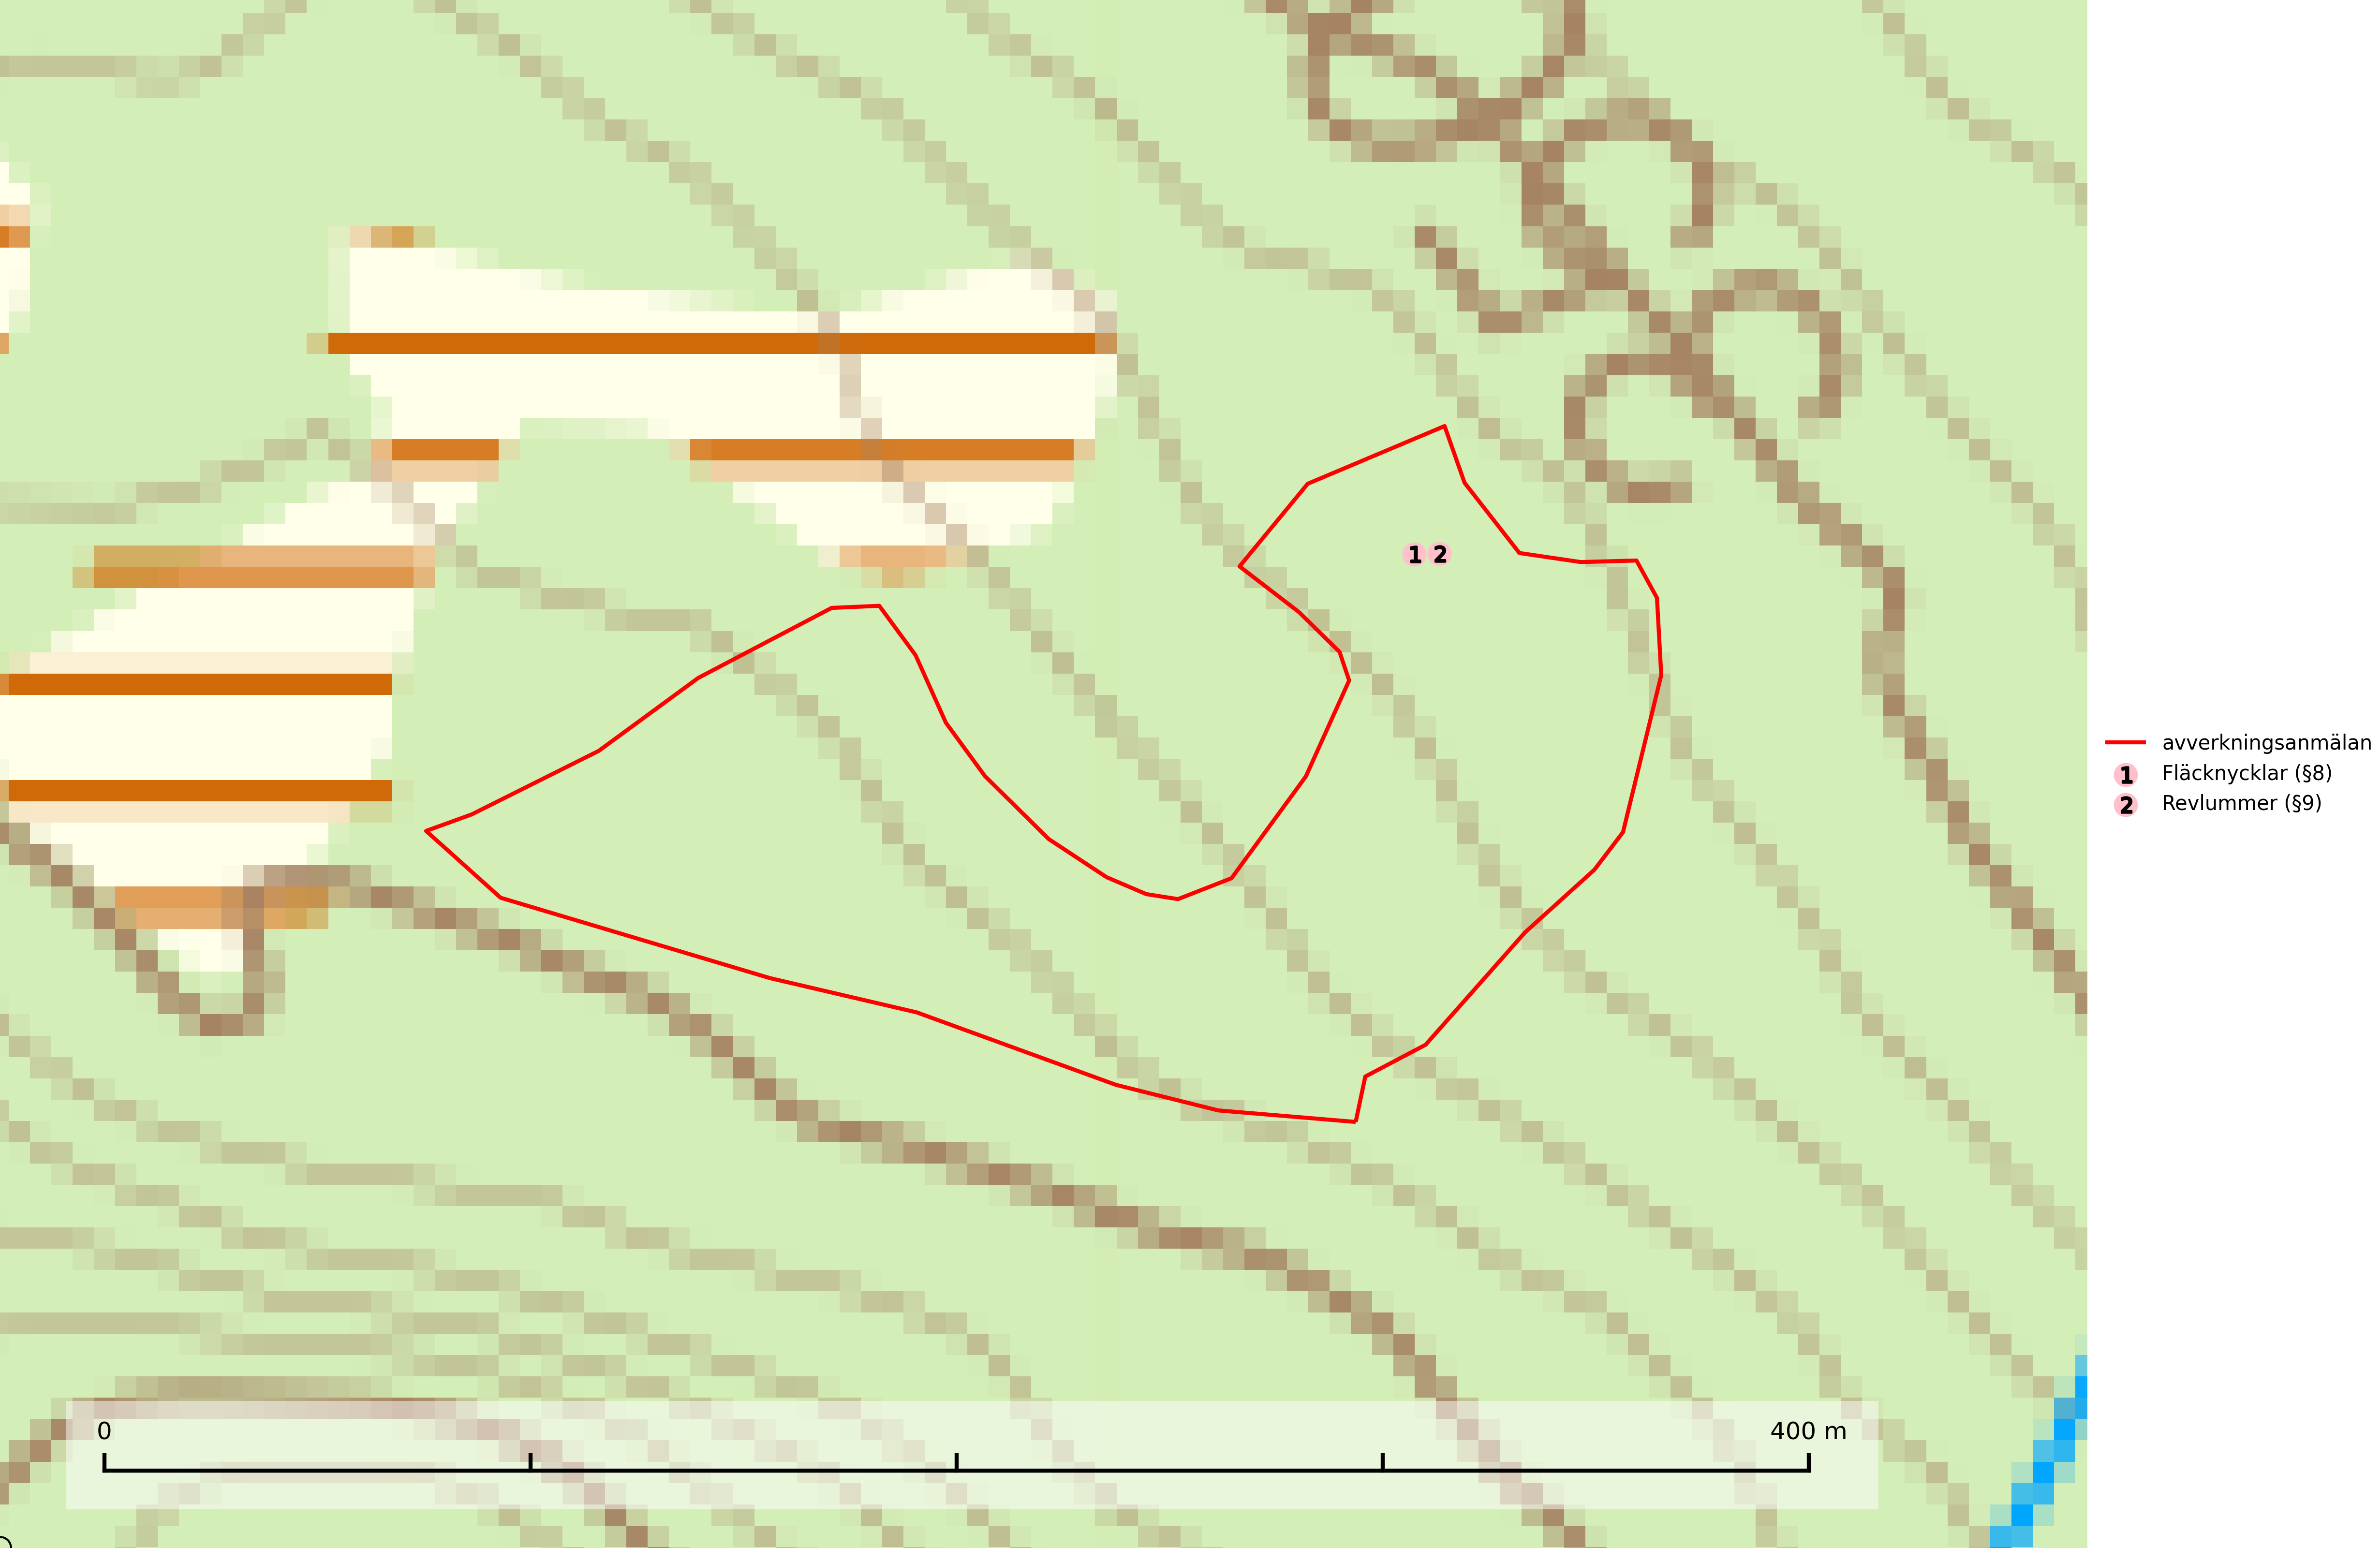 1 2
avverkningsanmälan
1 Fläcknycklar (§8)
2 Revlummer (§9)
0 400 m